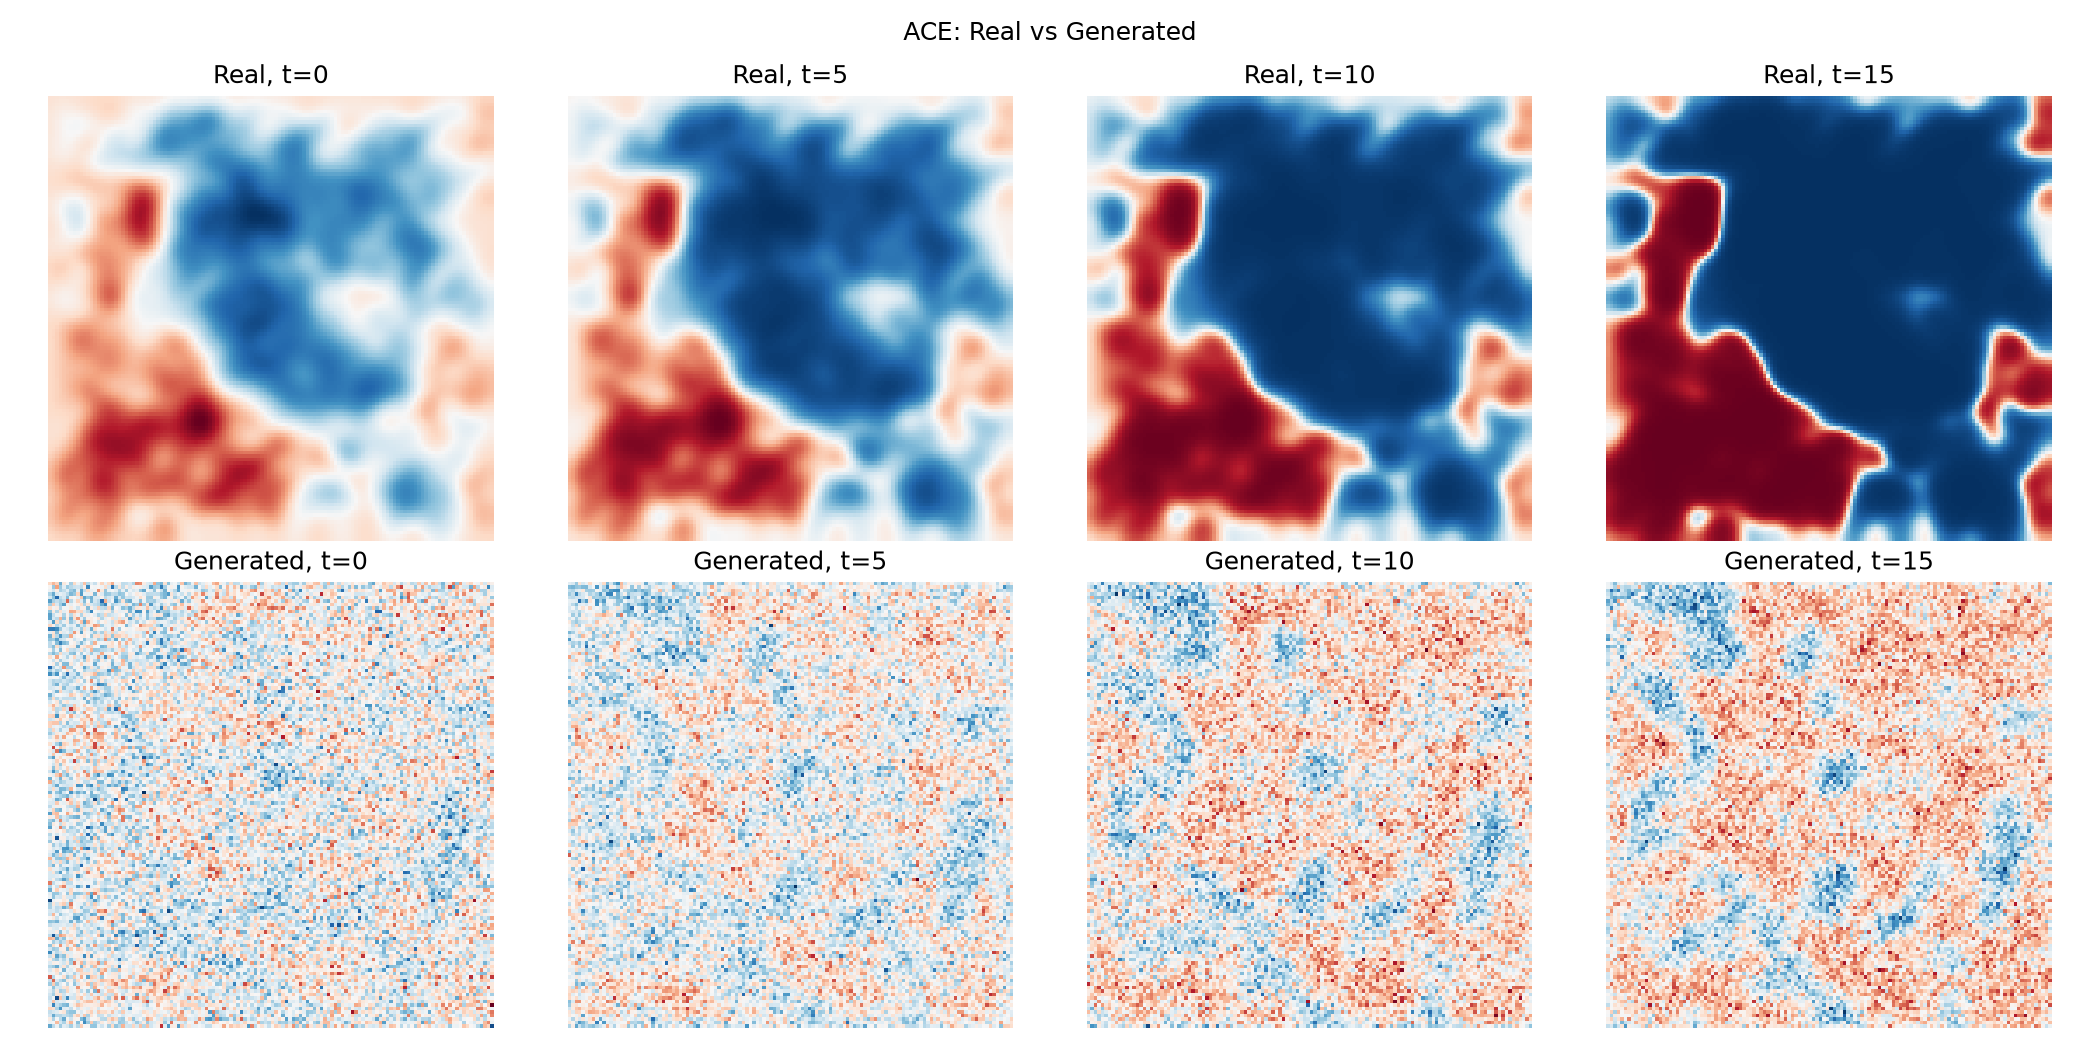 ACE: Real vs Generated
Real, t=0
Real, t=5
Real, t=10
Real, t=15
Generated, t=0
Generated, t=5
Generated, t=10
Generated, t=15